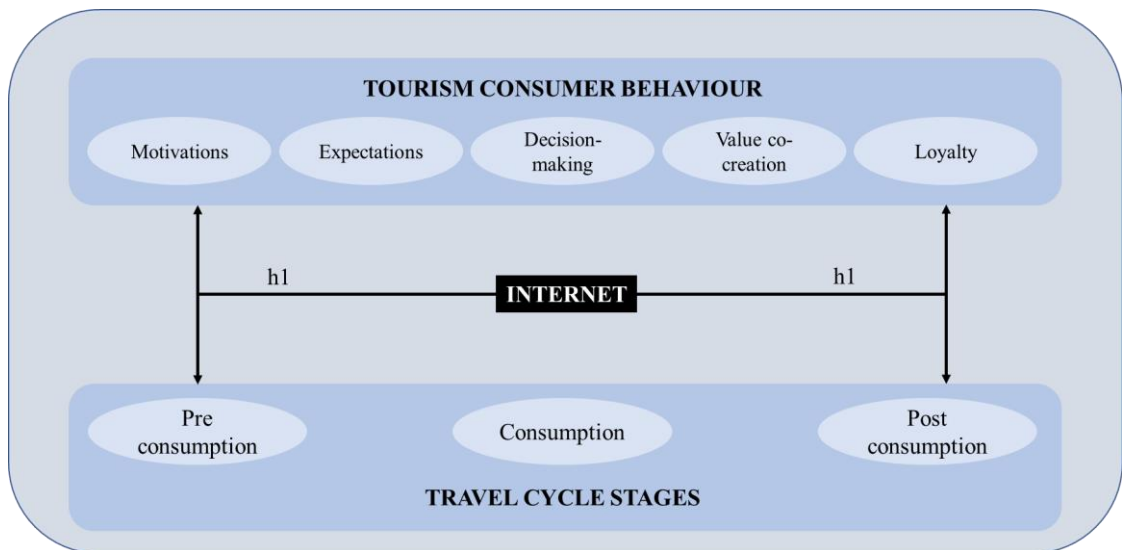 TOURISM CONSUMER BEHAVIOUR
Motivations
Expectations
Decision-
making
Value co-
creation
Loyalty
h1
INTERNET
h1
Pre
consumption
Consumption
Post
consumption
TRAVEL CYCLE STAGES